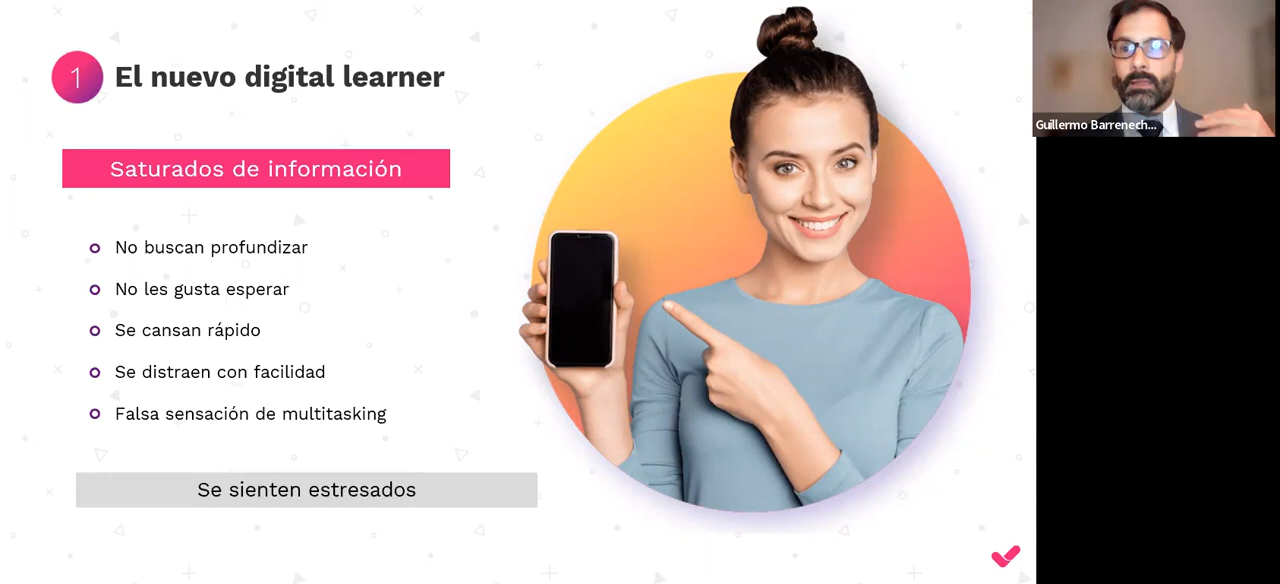 1 El nuevo digital learner
Saturados de información
No buscan profundizar
No les gusta esperar
Se cansan rápido
Se distraen con facilidad
Falsa sensación de multitasking
Se sienten estresados
Guillermo Barrenech...